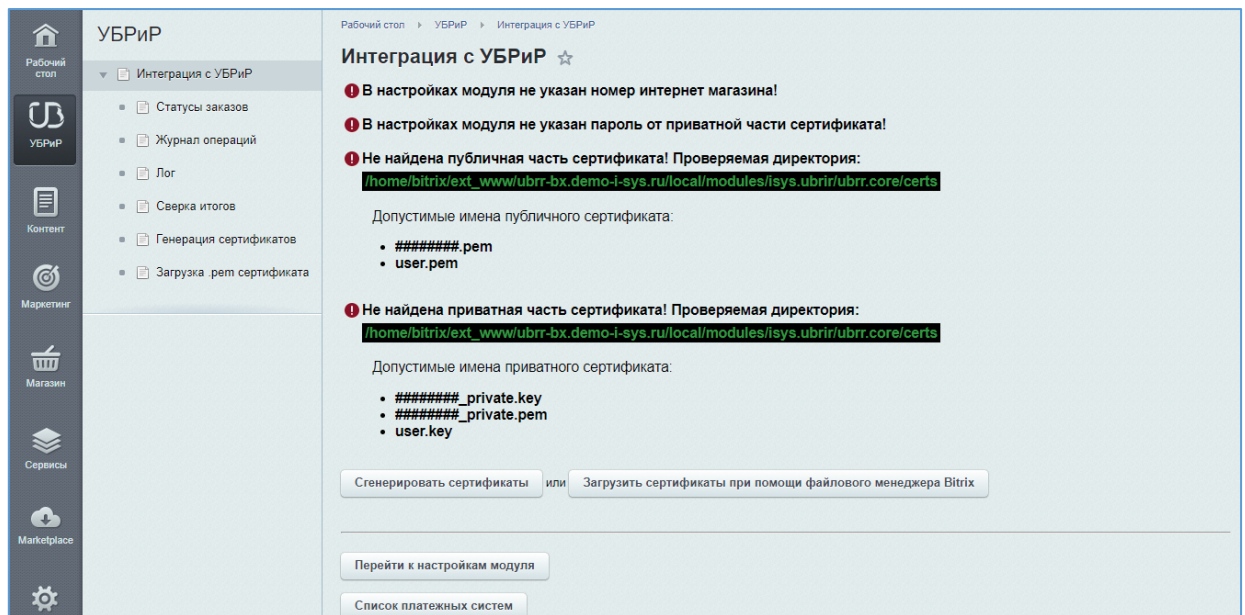 Рабочий стол
УБРиР
Контент
Маркетинг
Магазин
Сервисы
Marketplace
УБРиР
Интеграция с УБРиР
Статусы заказов
Журнал операций
Лог
Сверка итогов
Генерация сертификатов
Загрузка .pem сертификата
Рабочий стол УБРиР Интеграция с УБРиР
Интеграция с УБРиР
В настройках модуля не указан номер интернет магазина!
В настройках модуля не указан пароль от приватной части сертификата!
Не найдена публичная часть сертификата! Проверяемая директория:
/home/bitrix/ext_www/ubrr-bx.demo-i-sys.ru/local/modules/isys.ubrir/ubrr.core/certs
Допустимые имена публичного сертификата:
########.pem
user.pem
Не найдена приватная часть сертификата! Проверяемая директория:
/home/bitrix/ext_www/ubrr-bx.demo-i-sys.ru/local/modules/isys.ubrir/ubrr.core/certs
Допустимые имена приватного сертификата:
########_private.key
########_private.pem
user.key
Сгенерировать сертификаты или Загрузить сертификаты при помощи файлового менеджера Bitrix
Перейти к настройкам модуля
Список платежных систем